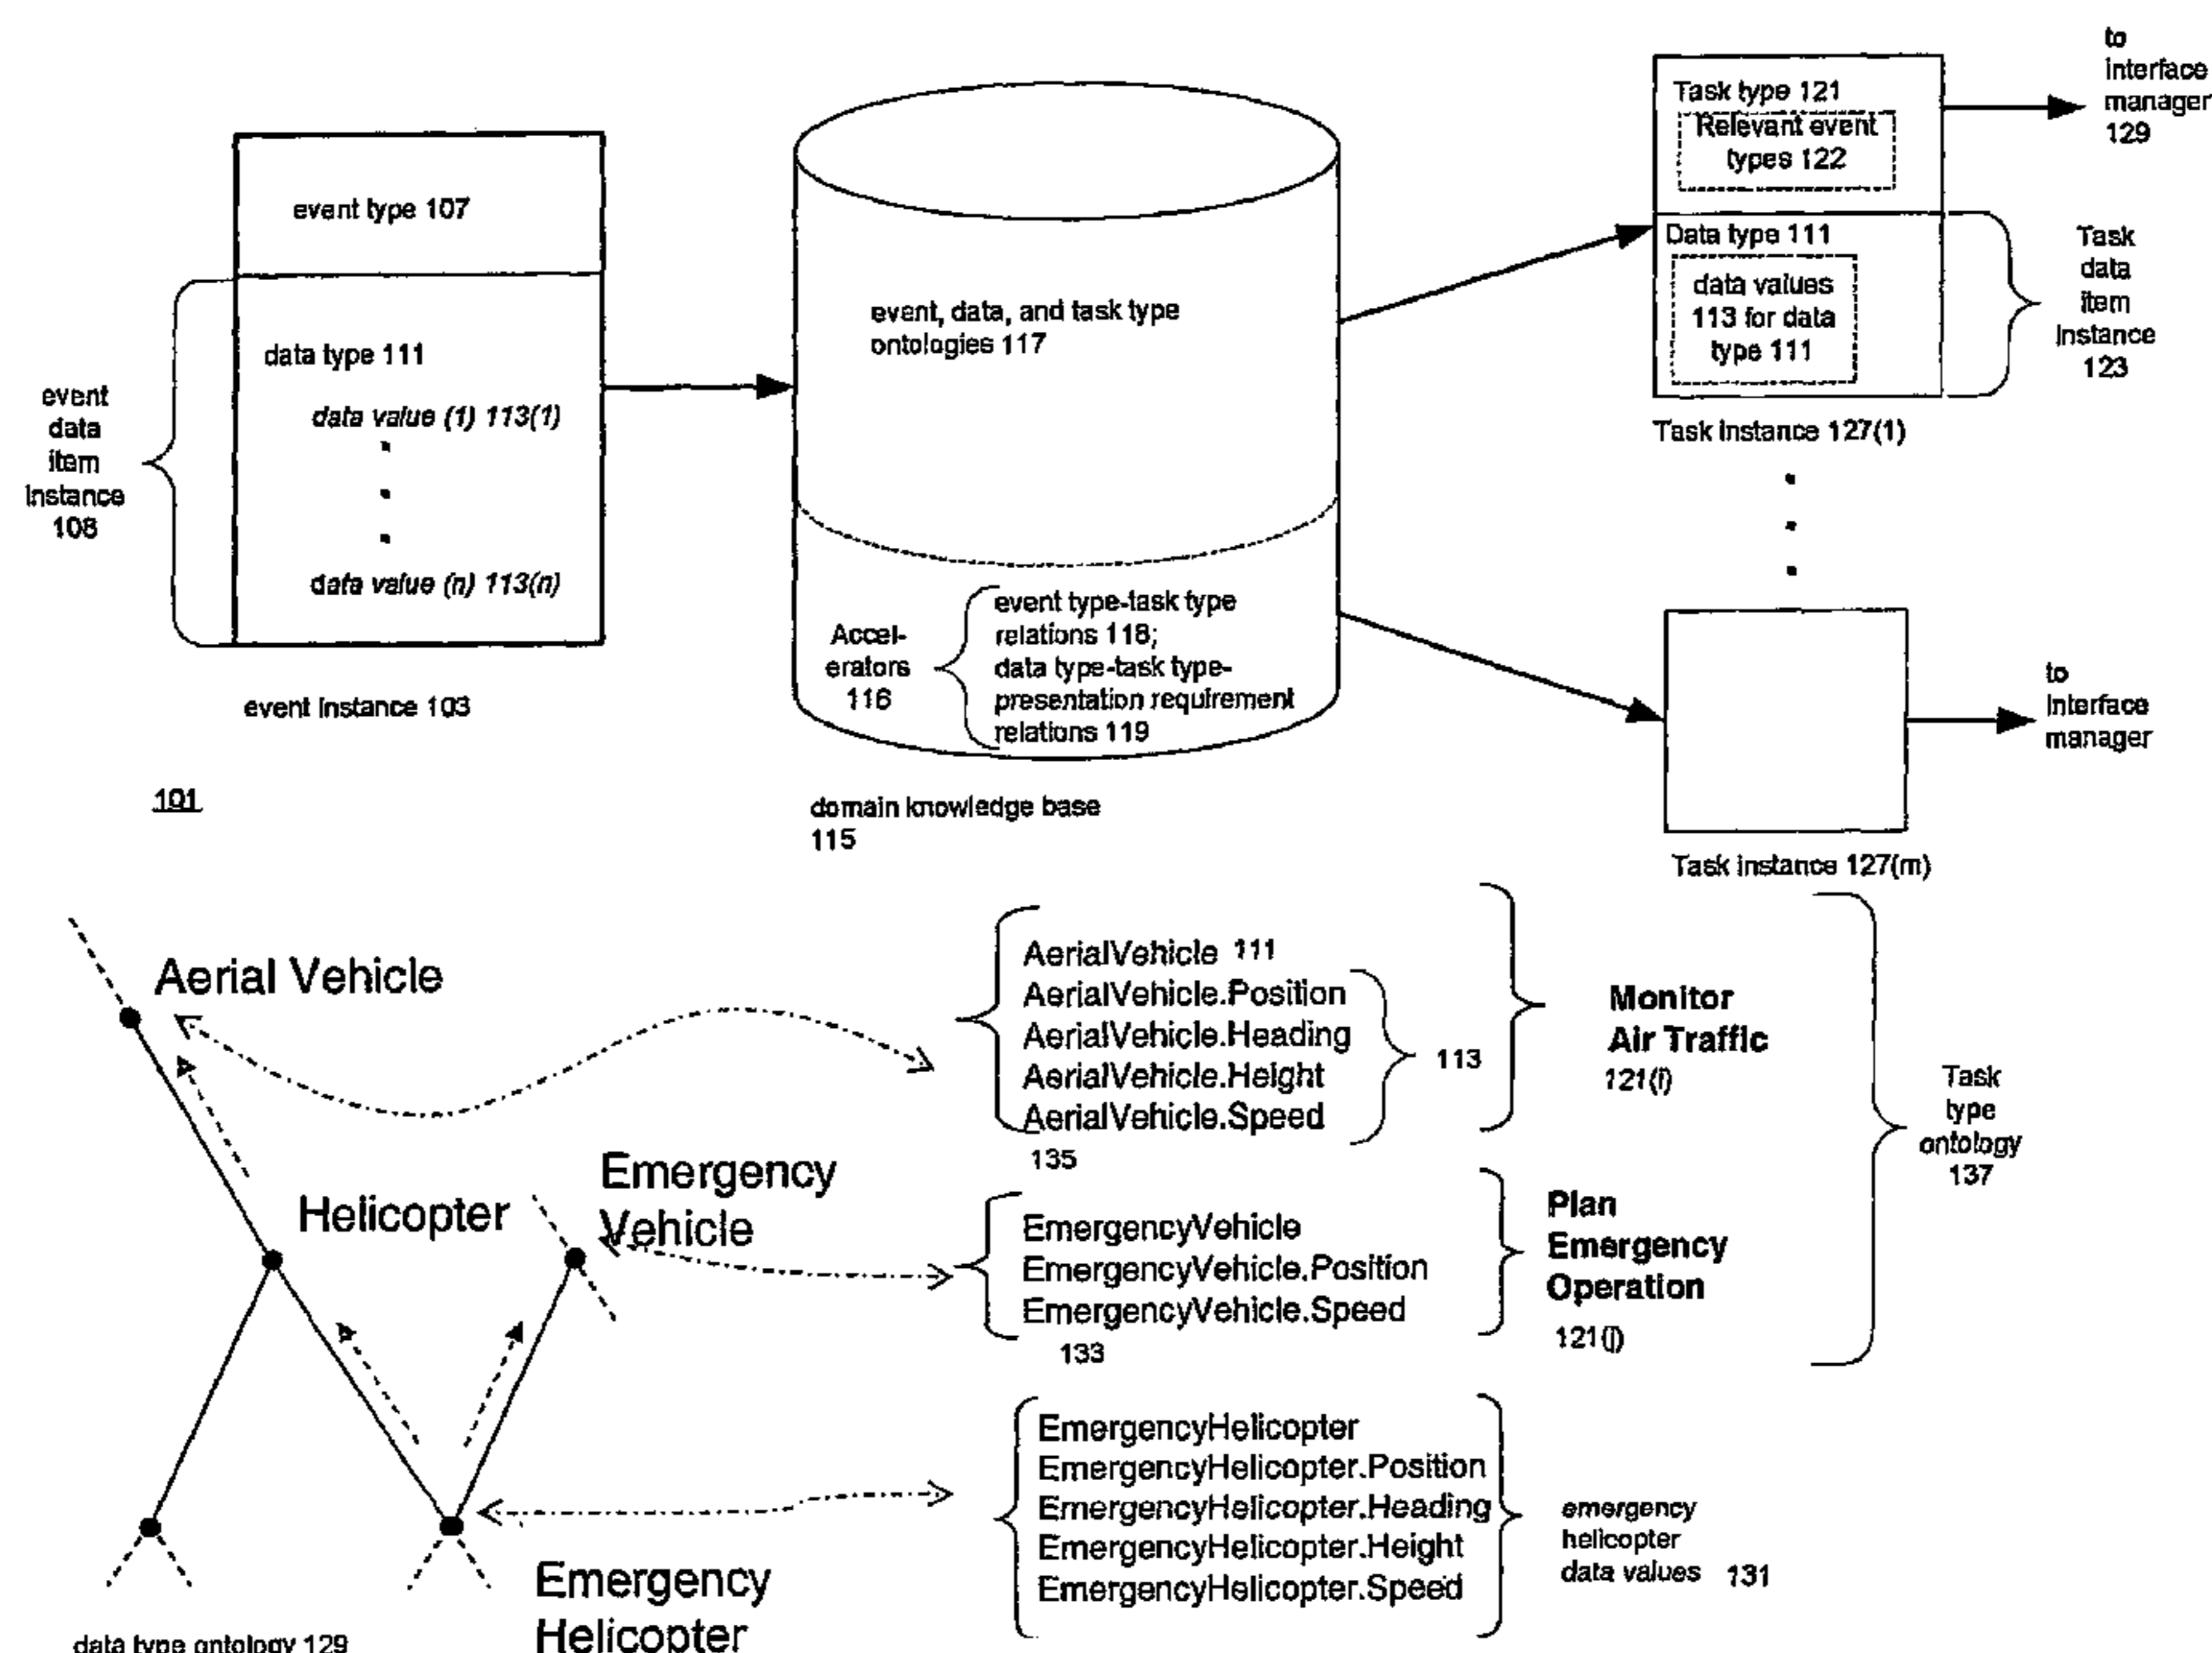 to
interface
manager
129
Task type 121
Relevant event
types 122
event type 107
Data type 111
data values
113 for data
type 111
Task
data
item
instance
123
event, data, and task type
ontologies 117
data type 111
data value (1) 113(1)
data value (n) 113(n)
event
data
item
instance
108
Task instance 127(1)
Accel-
erators
116
event type-task type
relations 118;
data type-task type-
presentation requirement
relations 119
event instance 103
to
interface
manager
101
domain knowledge base
115
Task instance 127(m)
Aerial Vehicle
AerialVehicle 111
AerialVehicle.Position
AerialVehicle.Heading
AerialVehicle.Height
AerialVehicle.Speed
113
135
Monitor
Air Traffic
121(i)
Task
type
ontology
137
Helicopter
Emergency
Vehicle
EmergencyVehicle
EmergencyVehicle.Position
EmergencyVehicle.Speed
133
Plan
Emergency
Operation
121(j)
EmergencyHelicopter
EmergencyHelicopter.Position
EmergencyHelicopter.Heading
EmergencyHelicopter.Height
EmergencyHelicopter.Speed
emergency
helicopter
data values 131
Emergency
Helicopter
data type ontology 129